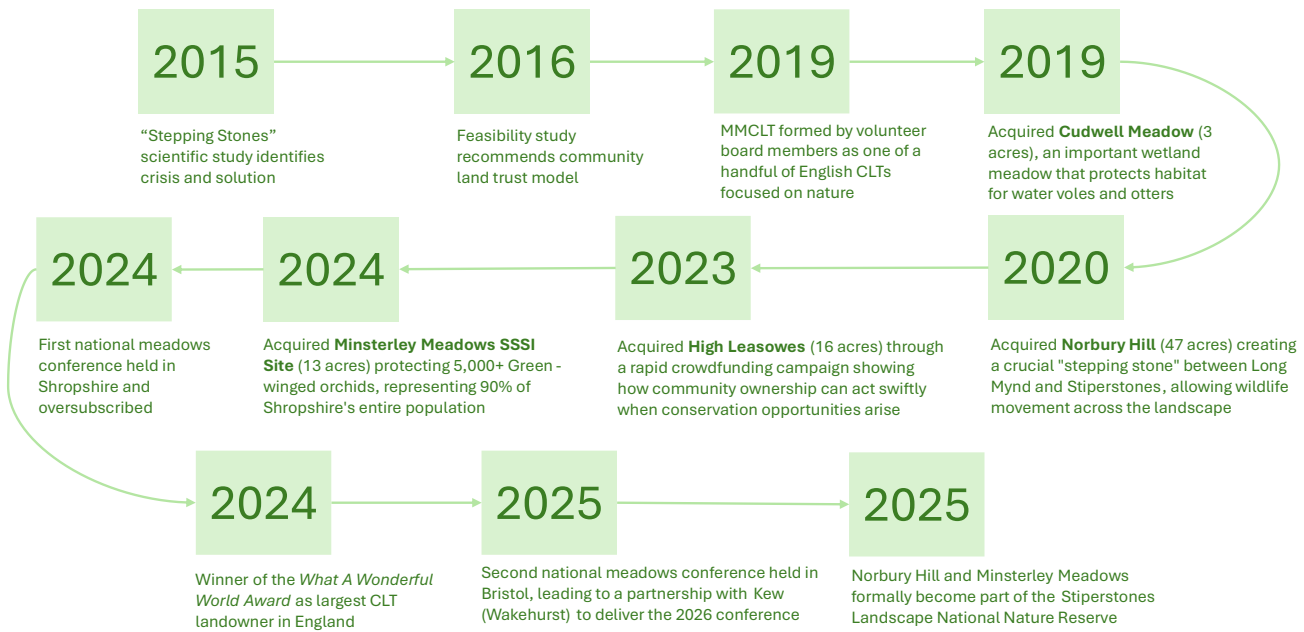 2015
“Stepping Stones”
scientific study identifies
crisis and solution
2016
Feasibility study
recommends community
land trust model
2019
MMCLT formed by volunteer
board members as one of a
handful of English CLTs
focused on nature
2019
Acquired Cudwell Meadow (3
acres), an important wetland
meadow that protects habitat
for water voles and otters
2020
Acquired Norbury Hill (47 acres) creating
a crucial "stepping stone" between Long
Mynd and Stiperstones, allowing wildlife
movement across the landscape
2023
Acquired High Leasowes (16 acres) through
a rapid crowdfunding campaign showing
how community ownership can act swiftly
when conservation opportunities arise
2024
Acquired Minsterley Meadows SSSI
Site (13 acres) protecting 5,000+ Green-
winged orchids, representing 90% of
Shropshire's entire population
2024
First national meadows
conference held in
Shropshire and
oversubscribed
2024
Winner of the What A Wonderful
World Award as largest CLT
landowner in England
2025
Second national meadows conference held in
Bristol, leading to a partnership with Kew
(Wakehurst) to deliver the 2026 conference
2025
Norbury Hill and Minsterley Meadows
formally become part of the Stiperstones
Landscape National Nature Reserve